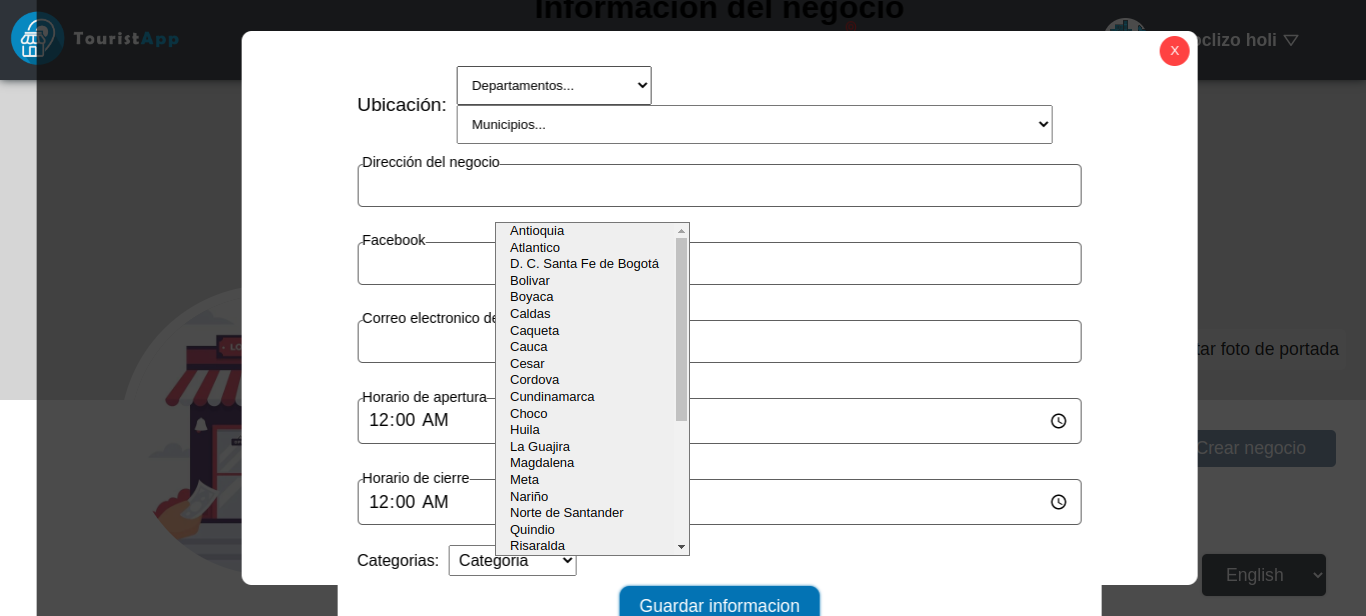 Información del negocio
TouristApp
oclizo holi
X
Departamentos...
Ubicación:
Municipios...
Dirección del negocio
Facebook
Correo electronico de
Horario de apertura
12:00 AM
Horario de cierre
12:00 AM
Categorias:
Categoria
Guardar informacion
Antioquia
Atlantico
D. C. Santa Fe de Bogotá
Bolivar
Boyaca
Caldas
Caqueta
Cauca
Cesar
Cordova
Cundinamarca
Choco
Huila
La Guajira
Magdalena
Meta
Nariño
Norte de Santander
Quindio
Risaralda
tar foto de portada
Crear negocio
English